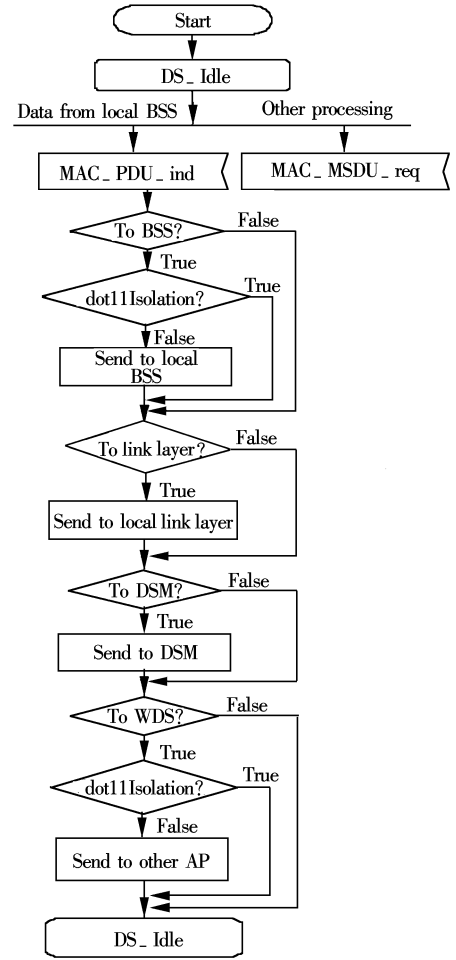 Start
DS_ Idle
Data from local BSS
Other processing
MAC_ PDU_ ind
MAC_ MSDU_ req
To BSS?
False
True
dot11Isolation?
True
False
Send to local
BSS
To link layer?
False
True
Send to local link layer
To DSM?
False
True
Send to DSM
To WDS?
False
True
dot11Isolation?
True
False
Send to other AP
DS_ Idle